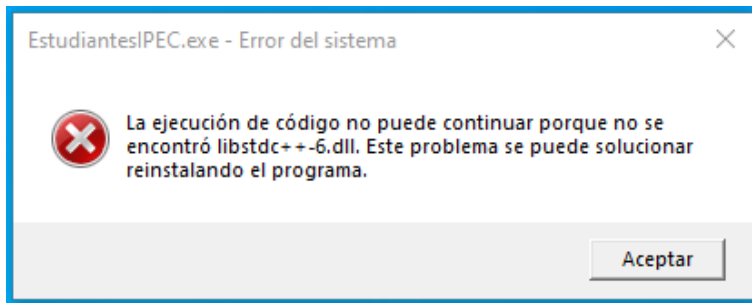 EstudiantesIPEC.exe - Error del sistema
La ejecución de código no puede continuar porque no se
encontró libstdc++-6.dll. Este problema se puede solucionar
reinstalando el programa.
Aceptar